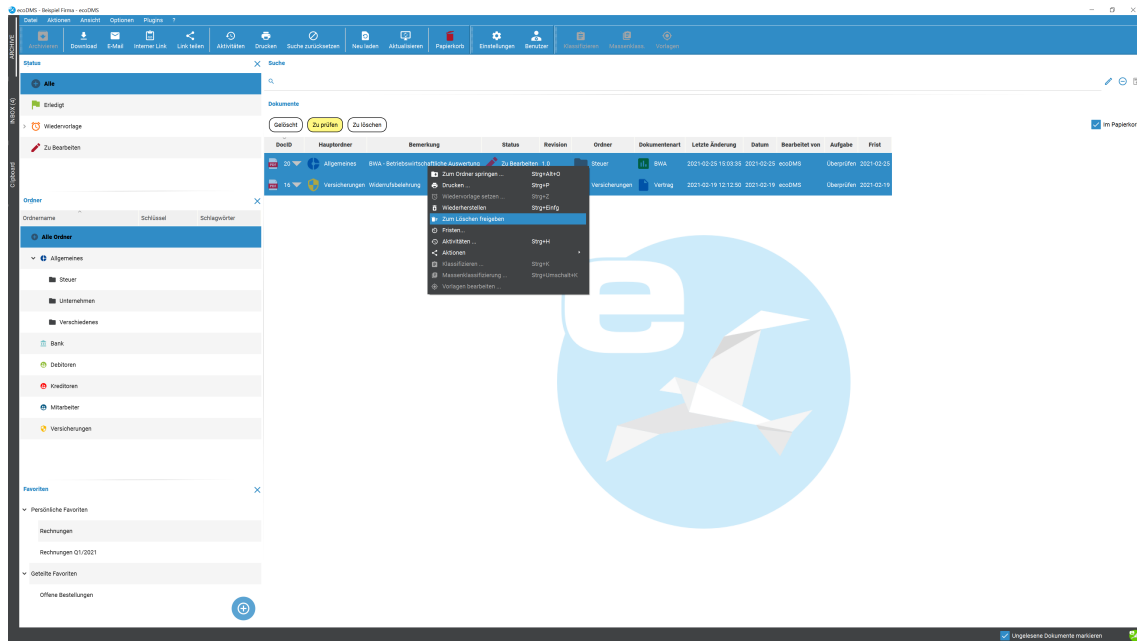 ecoDMS - Beispiel Firma - ecoDMS
Datei Aktionen Ansicht Optionen Plugins ?
Archivieren Download E-Mail Interner Link Link teilen Aktivitäten Drucken Suche zurücksetzen Neu laden Aktualisieren Papierkorb Einstellungen Benutzer Klassifizieren Massenklass. Vorlagen
ARCHIVE
INBOX (4)
Clipboard
Status
Alle
Erledigt
Wiedervorlage
Zu Bearbeiten
Ordner
Ordnername Schlüssel Schlagwörter
Alle Ordner
Allgemeines
Steuer
Unternehmen
Verschiedenes
Bank
Debitoren
Kreditoren
Mitarbeiter
Versicherungen
Favoriten
Persönliche Favoriten
Rechnungen
Rechnungen Q1/2021
Geteilte Favoriten
Offene Bestellungen
Suche
Dokumente
Gelöscht Zu prüfen Zu löschen
Im Papierkor
DocID Hauptordner Bemerkung Status Revision Ordner Dokumentenart Letzte Änderung Datum Bearbeitet von Aufgabe Frist
20 Allgemeines BWA - Betriebswirtschaftliche Auswertung Zu Bearbeiten 1.0 Steuer BWA 2021-02-25 15:03:35 2021-02-25 ecoDMS Überprüfen 2021-02-25
16 Versicherungen Widerrufsbelehrung Versicherungen Vertrag 2021-02-19 12:12:50 2021-02-19 ecoDMS Überprüfen 2021-02-19
Zum Ordner springen ... Strg+Alt+O
Drucken ... Strg+P
Wiedervorlage setzen ... Strg+Z
Wiederherstellen Strg+Einfg
Zum Löschen freigeben
Fristen...
Aktivitäten ... Strg+H
Aktionen
Klassifizieren ... Strg+K
Massenklassifizierung ... Strg+Umschalt+K
Vorlagen bearbeiten ...
e
Ungelesene Dokumente markieren